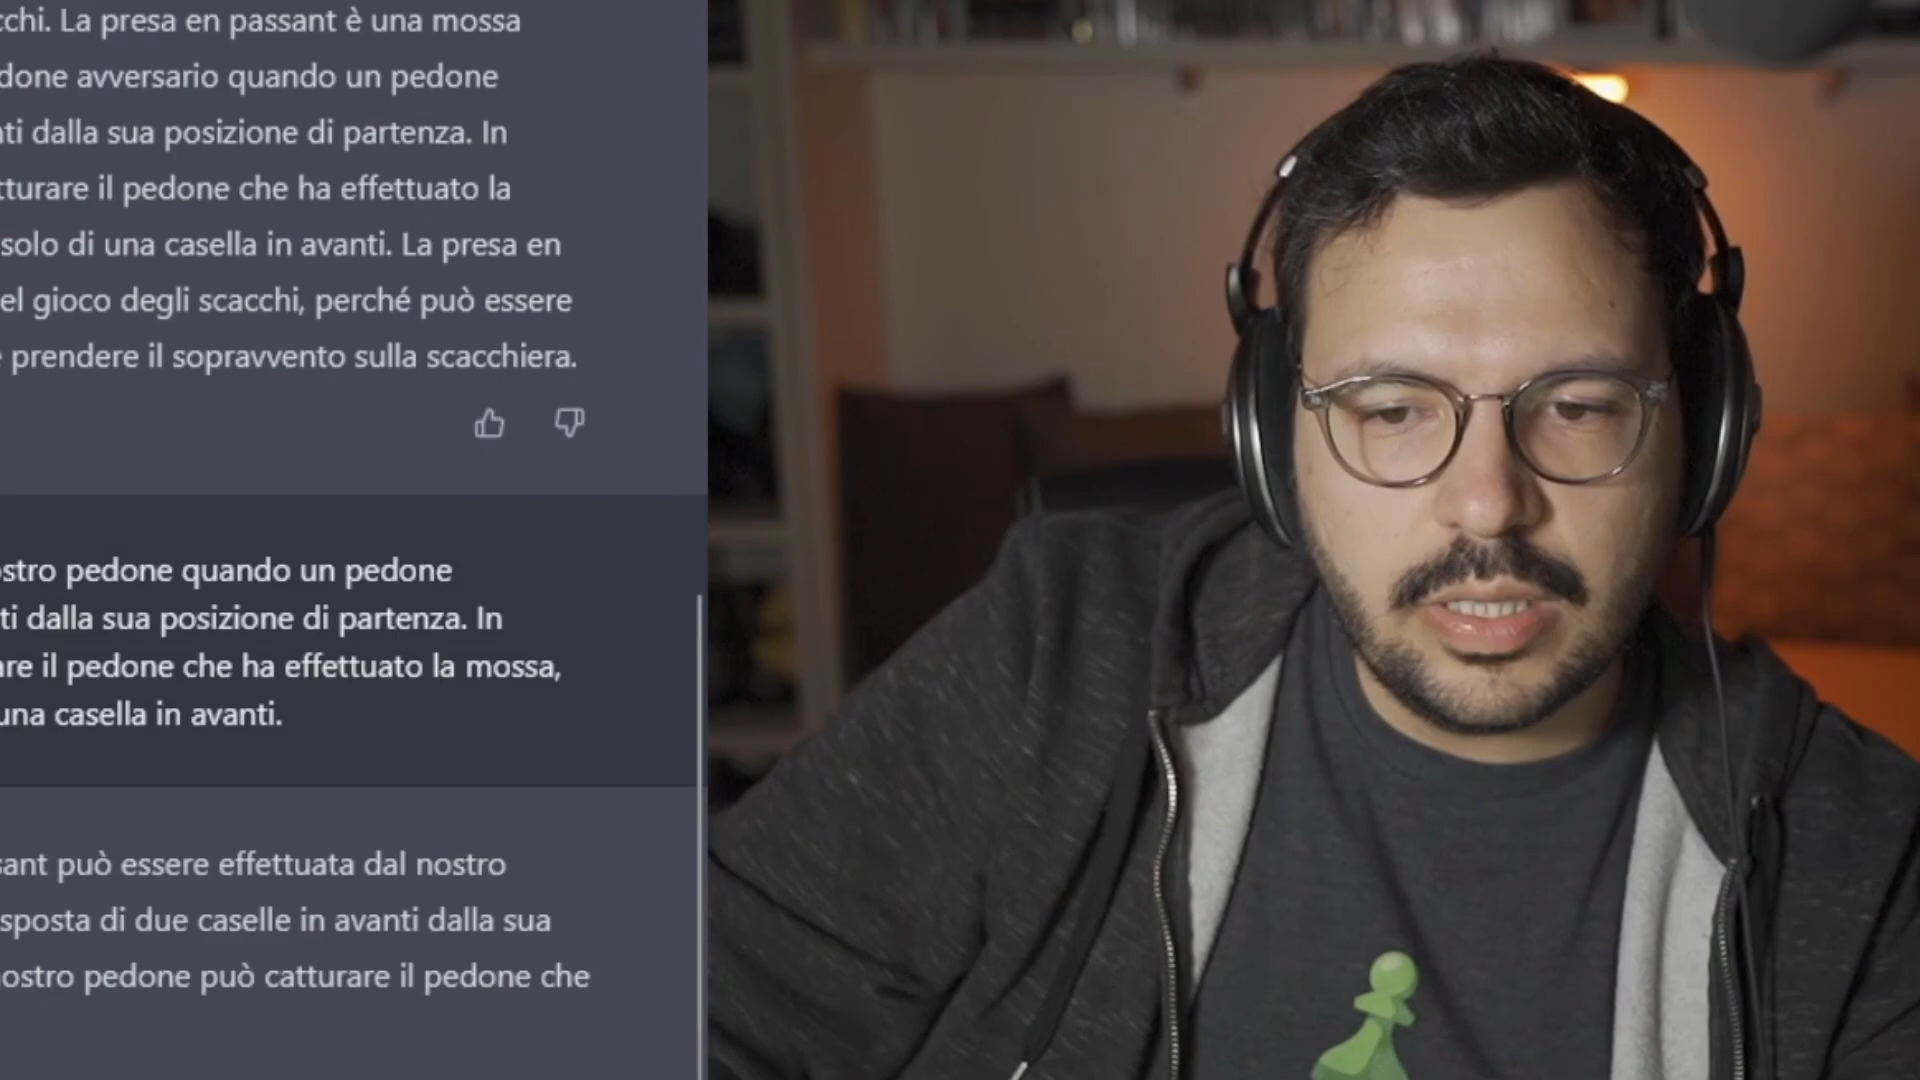 cchi. La presa en passant è una mossa
done avversario quando un pedone
ti dalla sua posizione di partenza. In
tturare il pedone che ha effettuato la
solo di una casella in avanti. La presa en
el gioco degli scacchi, perché può essere
e prendere il sopravvento sulla scacchiera.
ostro pedone quando un pedone
ti dalla sua posizione di partenza. In
are il pedone che ha effettuato la mossa,
una casella in avanti.
sant può essere effettuata dal nostro
sposta di due caselle in avanti dalla sua
nostro pedone può catturare il pedone che